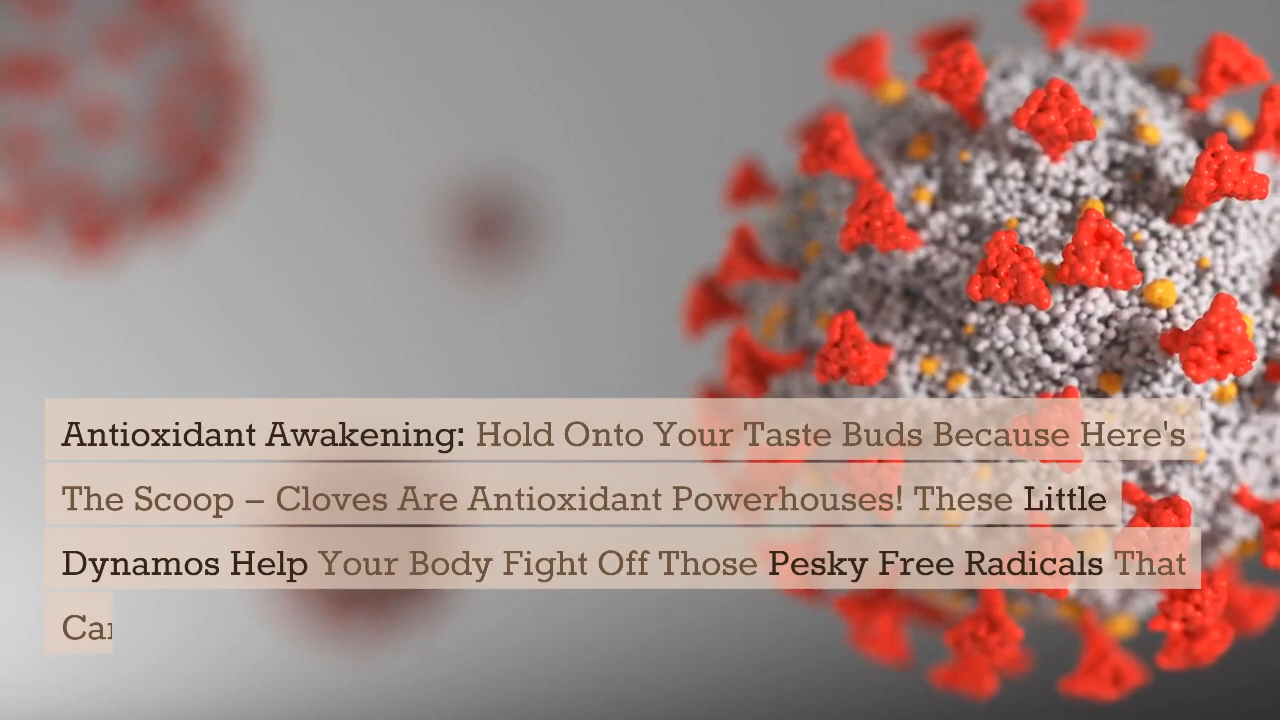 Antioxidant Awakening: Hold Onto Your Taste Buds Because Here's
The Scoop – Cloves Are Antioxidant Powerhouses! These Little
Dynamos Help Your Body Fight Off Those Pesky Free Radicals That